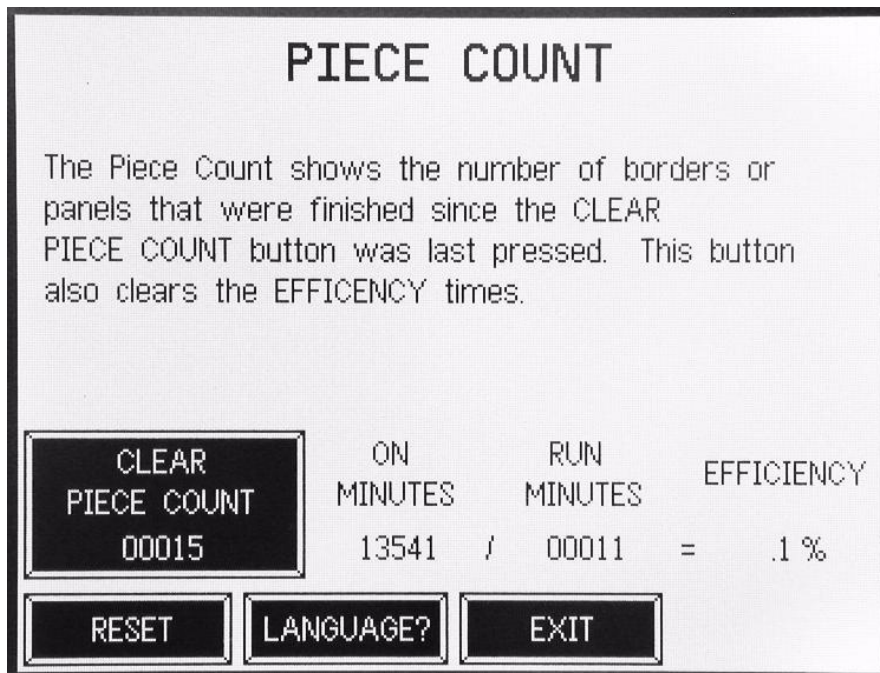 PIECE COUNT
The Piece Count shows the number of borders or
panels that were finished since the CLEAR
PIECE COUNT button was last pressed. This button
also clears the EFFICENCY times.
CLEAR
PIECE COUNT
00015
ON
MINUTES
13541
/
RUN
MINUTES
00011
=
EFFICIENCY
.1 %
RESET
LANGUAGE?
EXIT